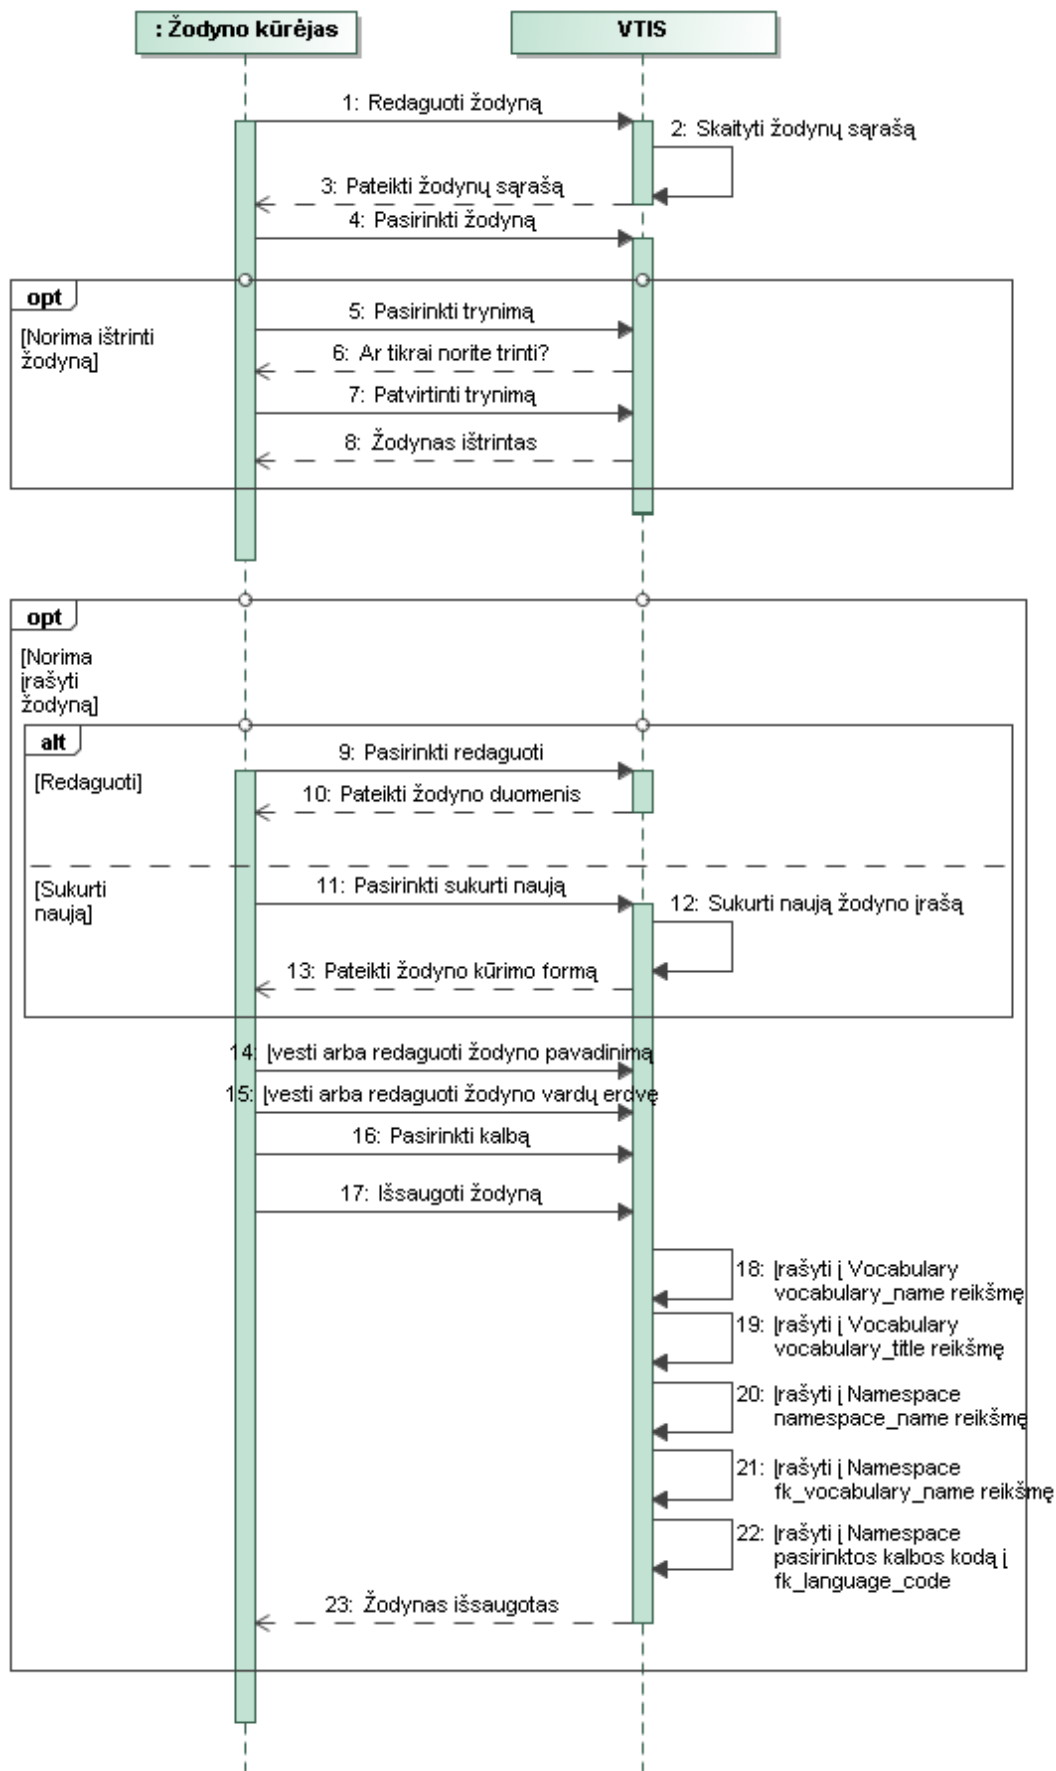 : Žodyno kūrėjas
VTIS
1: Redaguoti žodyną
2: Skaityti žodynų sąrašą
3: Pateikti žodynų sąrašą
4: Pasirinkti žodyną
opt
[Norima ištrinti
žodyną]
5: Pasirinkti trynimą
6: Ar tikrai norite trinti?
7: Patvirtinti trynimą
8: Žodynas ištrintas
opt
[Norima
įrašyti
žodyną]
alt
[Redaguoti]
9: Pasirinkti redaguoti
10: Pateikti žodyno duomenis
[Sukurti
naują]
11: Pasirinkti sukurti naują
12: Sukurti naują žodyno įrašą
13: Pateikti žodyno kūrimo formą
14: Įvesti arba redaguoti žodyno pavadinimą
15: Įvesti arba redaguoti žodyno vardų erdvę
16: Pasirinkti kalbą
17: Išsaugoti žodyną
18: Įrašyti į Vocabulary
vocabulary_name reikšmę
19: Įrašyti į Vocabulary
vocabulary_title reikšmę
20: Įrašyti į Namespace
namespace_name reikšmę
21: Įrašyti į Namespace
fk_vocabulary_name reikšmę
22: Įrašyti į Namespace
pasirinktos kalbos kodą į
fk_language_code
23: Žodynas išsaugotas